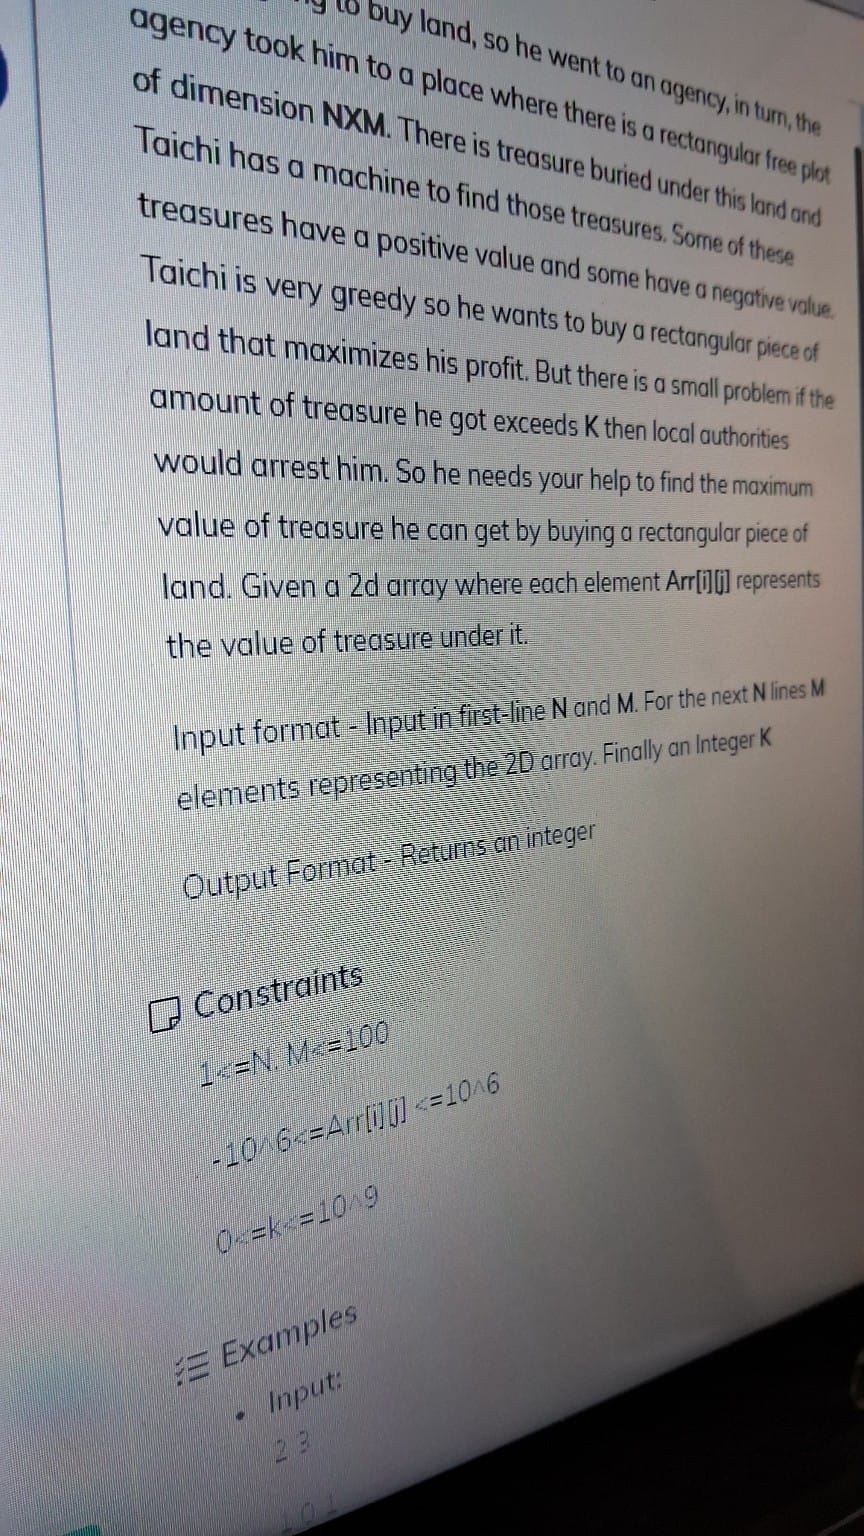 to buy land, so he went to an agency, in turn, the
agency took him to a place where there is a rectangular free plot
of dimension NXM. There is treasure buried under this land and
Taichi has a machine to find those treasures. Some of these
treasures have a positive value and some have a negative value.
Taichi is very greedy so he wants to buy a rectangular piece of
land that maximizes his profit. But there is a small problem if the
amount of treasure he got exceeds K then local authorities
would arrest him. So he needs your help to find the maximum
value of treasure he can get by buying a rectangular piece of
land. Given a 2d array where each element Arr[i][j] represents
the value of treasure under it.
Input format - Input in first-line N and M. For the next N lines M
elements representing the 2D array. Finally an Integer K
Output Format - Returns an integer
Constraints
1<=N, M<=100
-10^6<=Arr[i][j] <=10^6
0<=k<=10^9
Examples
• Input:
2 3
1 0 1